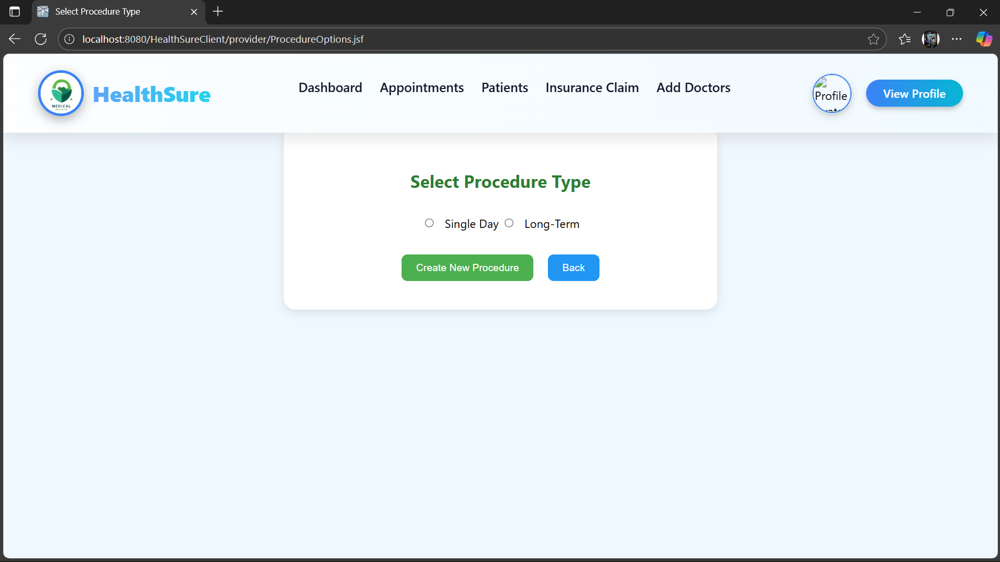 Select Procedure Type
localhost:8080/HealthSureClient/provider/ProcedureOptions.jsf
MEDICAL
HealthSure
Dashboard Appointments Patients Insurance Claim Add Doctors
Profile
View Profile
Select Procedure Type
Single Day Long-Term
Create New Procedure Back